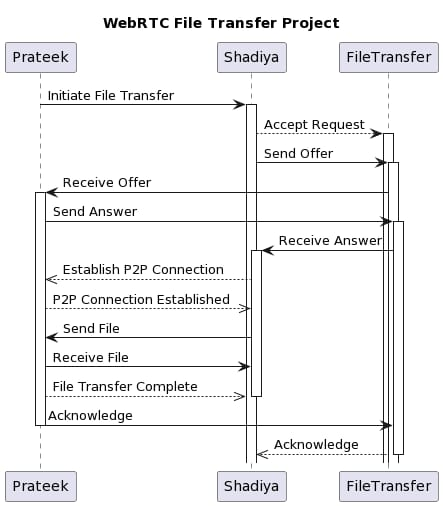 WebRTC File Transfer Project
Prateek Shadiya FileTransfer
Initiate File Transfer
Accept Request
Send Offer
Receive Offer
Send Answer
Receive Answer
Establish P2P Connection
P2P Connection Established
Send File
Receive File
File Transfer Complete
Acknowledge
Acknowledge
Prateek Shadiya FileTransfer